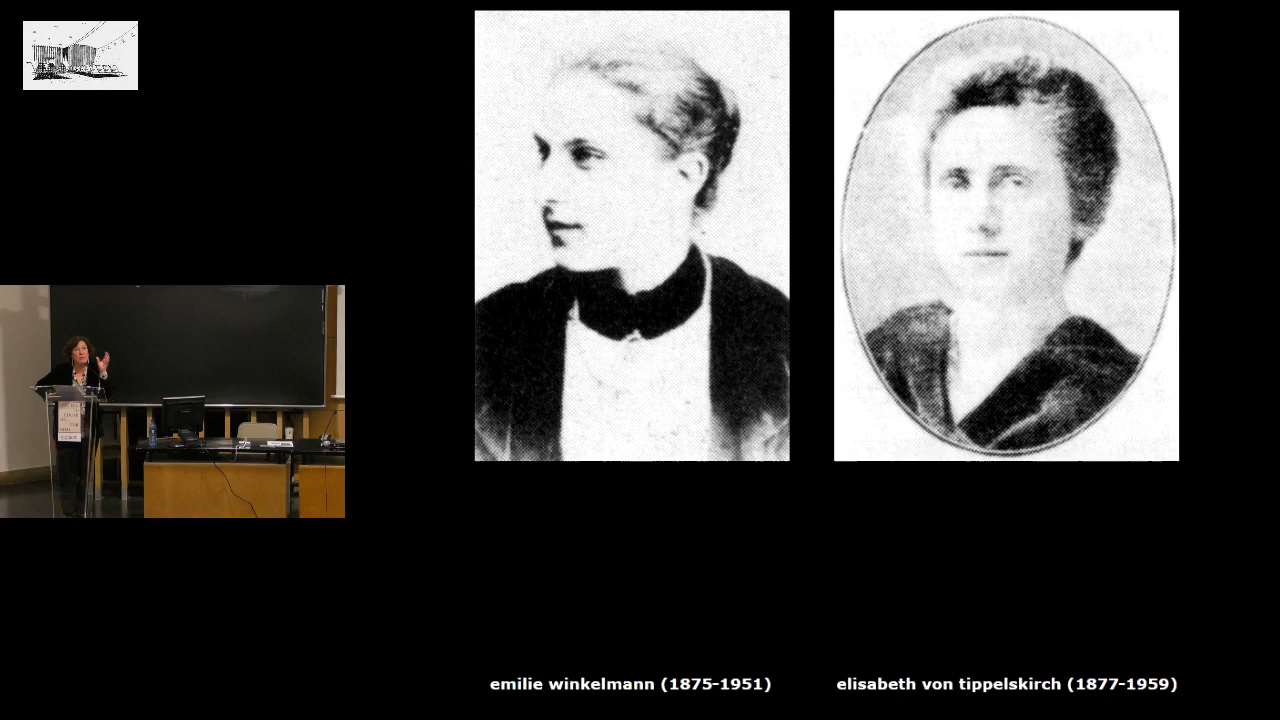 emilie winkelmann (1875-1951)
elisabeth von tippelskirch (1877-1959)